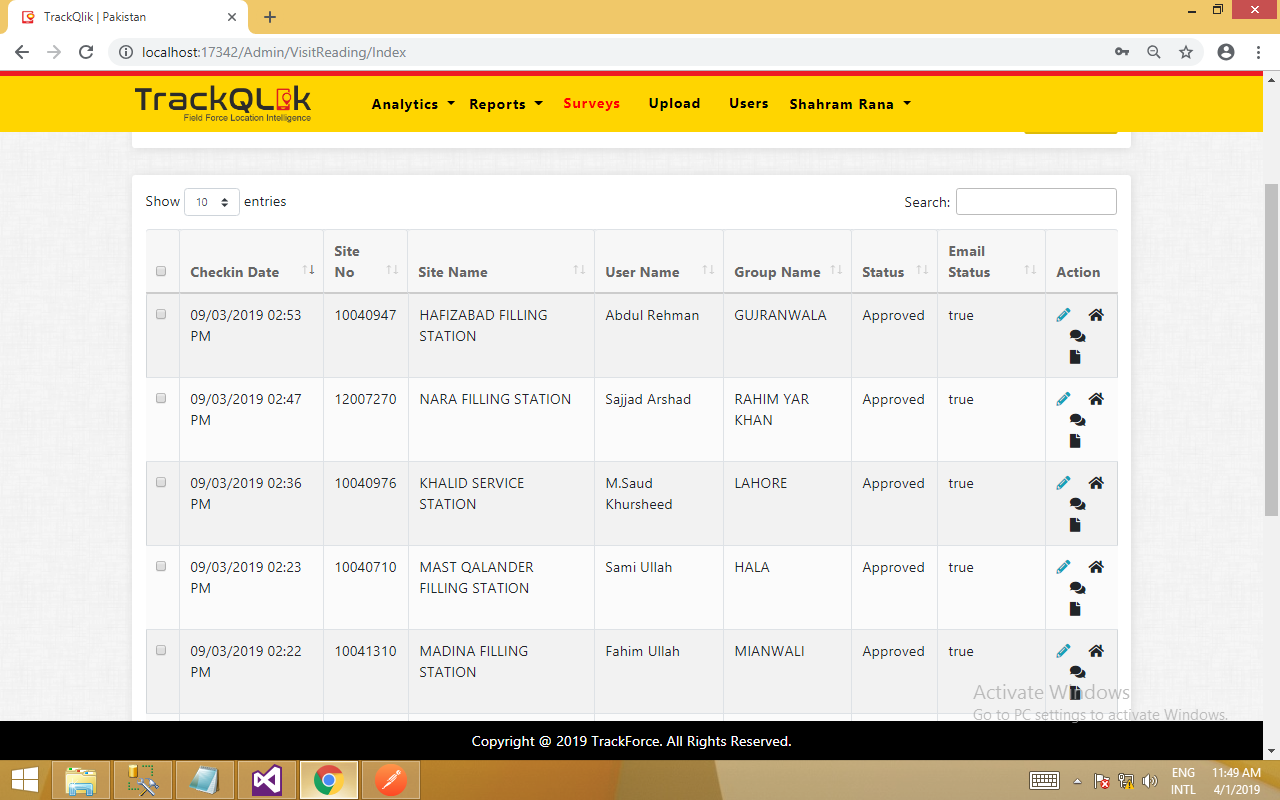 TrackQlik | Pakistan
localhost:17342/Admin/VisitReading/Index
TrackQLik
Field Force Location Intelligence
Analytics Reports Surveys Upload Users Shahram Rana
Show 10 entries Search:
Checkin Date Site No Site Name User Name Group Name Status Email Status Action
09/03/2019 02:53 PM 10040947 HAFIZABAD FILLING STATION Abdul Rehman GUJRANWALA Approved true
09/03/2019 02:47 PM 12007270 NARA FILLING STATION Sajjad Arshad RAHIM YAR KHAN Approved true
09/03/2019 02:36 PM 10040976 KHALID SERVICE STATION M.Saud Khursheed LAHORE Approved true
09/03/2019 02:23 PM 10040710 MAST QALANDER FILLING STATION Sami Ullah HALA Approved true
09/03/2019 02:22 PM 10041310 MADINA FILLING STATION Fahim Ullah MIANWALI Approved true
Activate Windows
Go to PC settings to activate Windows.
Copyright @ 2019 TrackForce. All Rights Reserved.
ENG 11:49 AM
INTL 4/1/2019